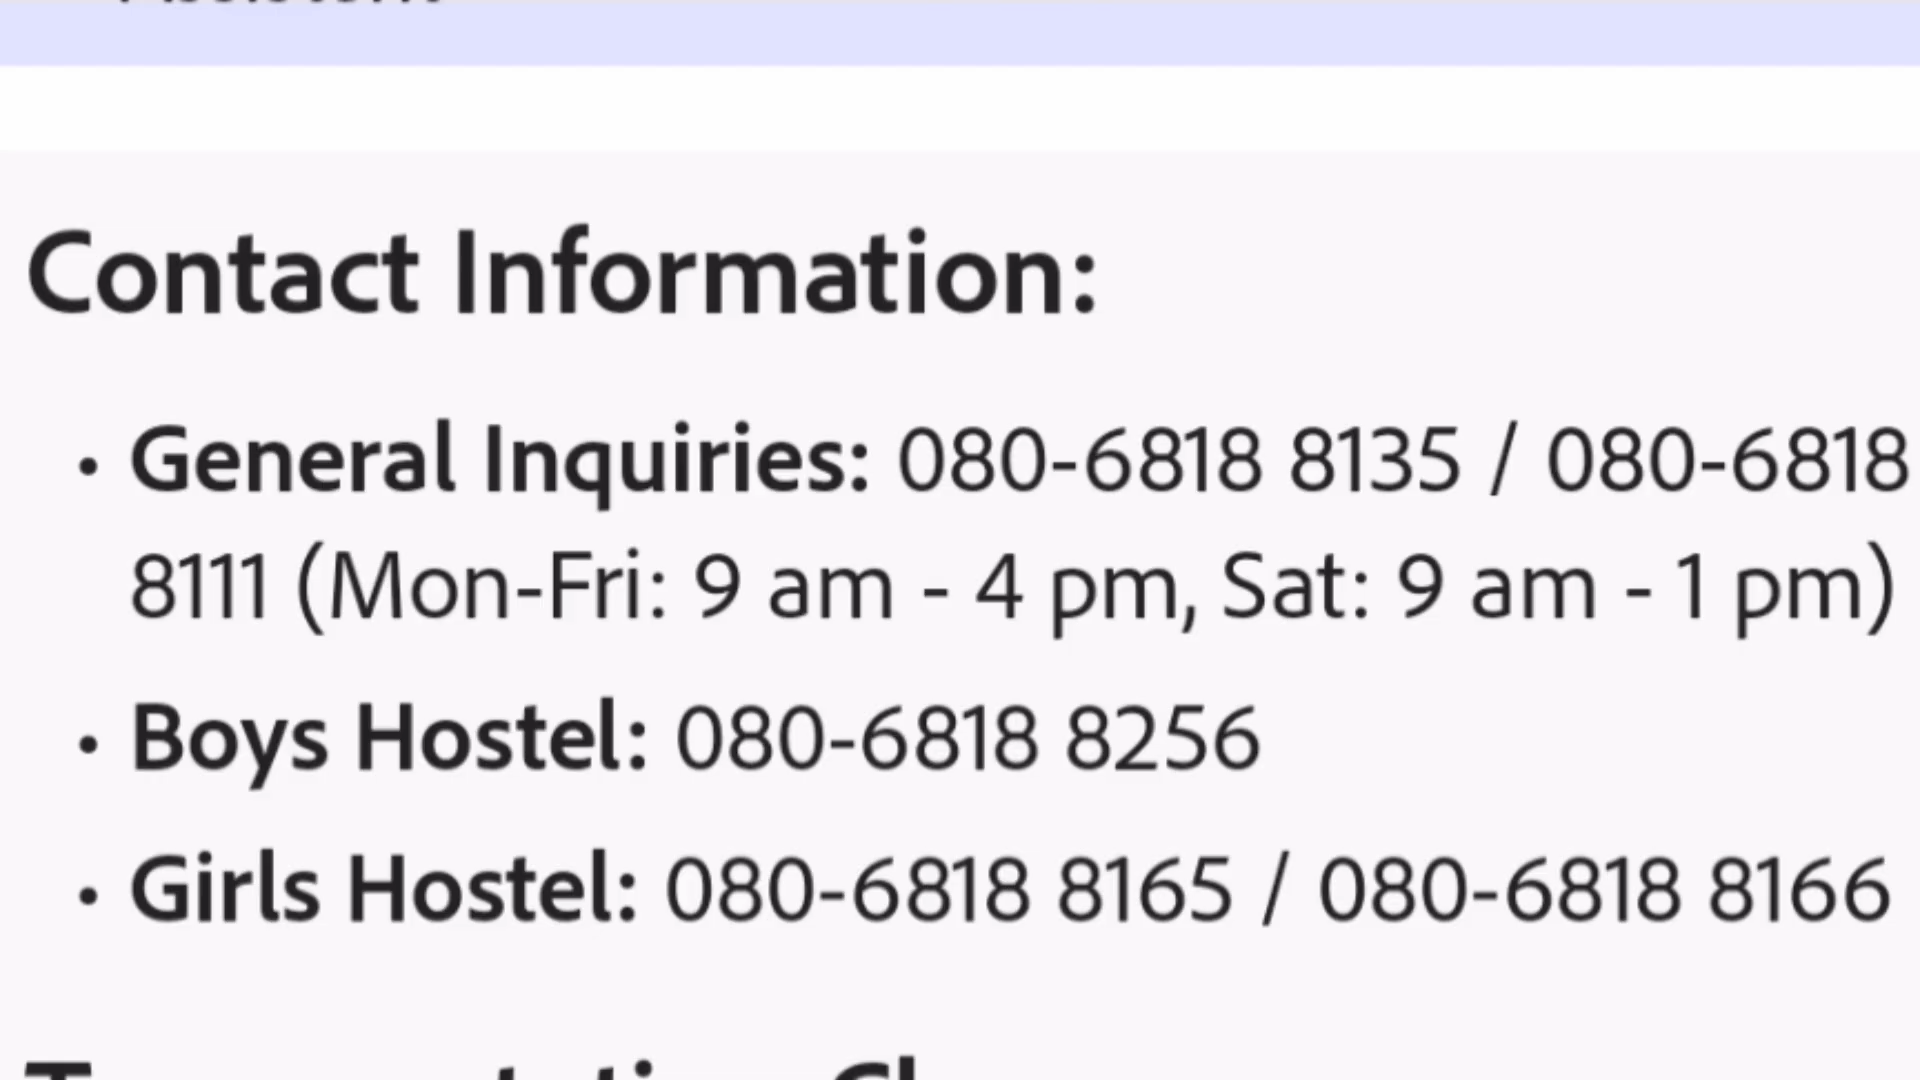 Contact Information:
• General Inquiries: 080-6818 8135 / 080-6818
8111 (Mon-Fri: 9 am - 4 pm, Sat: 9 am - 1 pm)
• Boys Hostel: 080-6818 8256
• Girls Hostel: 080-6818 8165 / 080-6818 8166